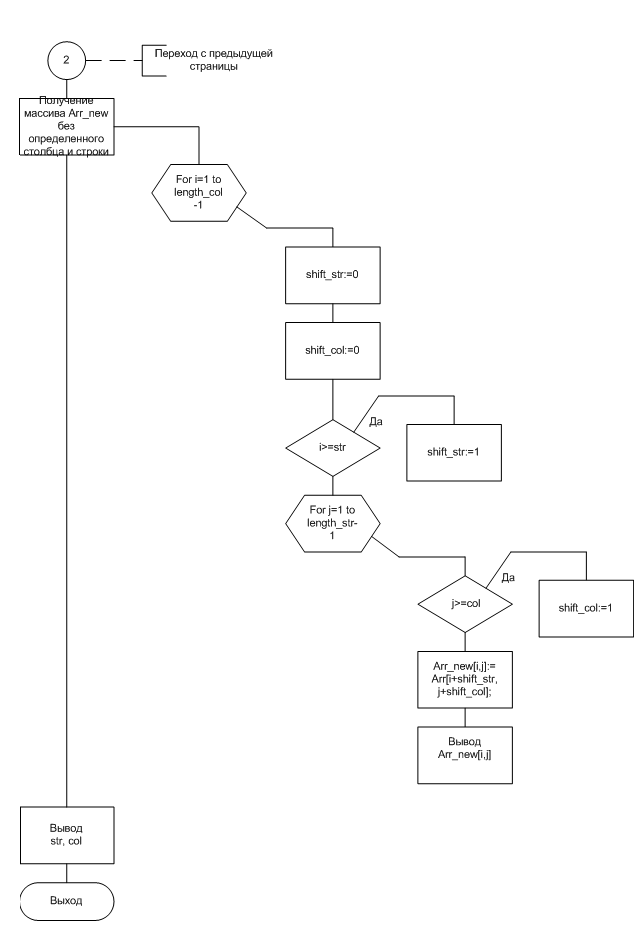 2
Переход с предыдущей
страницы
Получение
массива Arr_new
без
определенного
столбца и строки
For i=1 to
length_col
-1
shift_str:=0
shift_col:=0
i>=str
Да
shift_str:=1
For j=1 to
length_str-
1
j>=col
Да
shift_col:=1
Arr_new[i,j]:=
Arr[i+shift_str,
j+shift_col];
Вывод
Arr_new[i,j]
Вывод
str, col
Выход